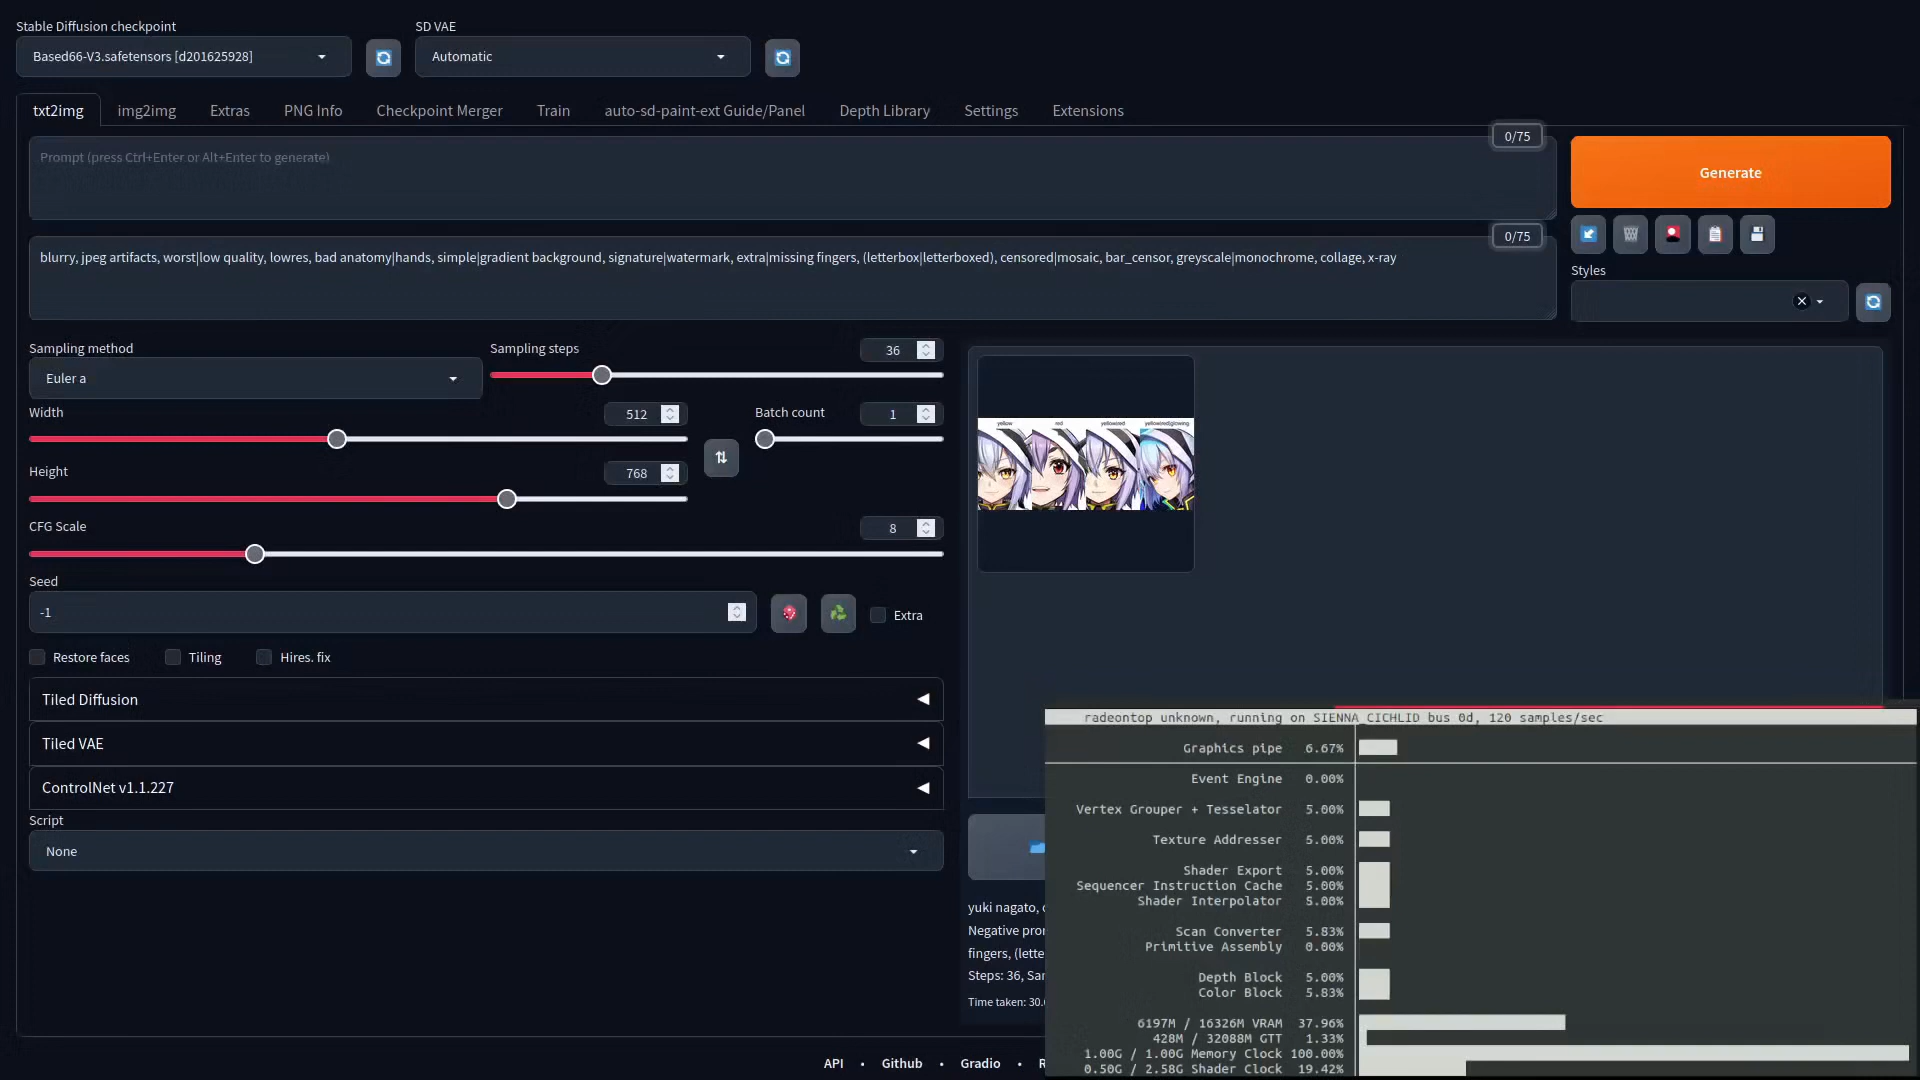 Stable Diffusion checkpoint
SD VAE
Based66-V3.safetensors [d201625928]
Automatic
txt2img
img2img
Extras
PNG Info
Checkpoint Merger
Train
auto-sd-paint-ext Guide/Panel
Depth Library
Settings
Extensions
0/75
Prompt (press Ctrl+Enter or Alt+Enter to generate)
Generate
0/75
blurry, jpeg artifacts, worst|low quality, lowres, bad anatomy|hands, simple|gradient background, signature|watermark, extra|missing fingers, (letterbox|letterboxed), censored|mosaic, bar_censor, greyscale|monochrome, collage, x-ray
Styles
Sampling method
Euler a
Sampling steps
36
Width
512
Batch count
1
Height
768
CFG Scale
8
Seed
-1
Extra
Restore faces
Tiling
Hires. fix
Tiled Diffusion
Tiled VAE
ControlNet v1.1.227
Script
None
yellow
red
yellow|red
yellow|red|glowing
yuki nagato,
Negative pro
fingers, (lette
Steps: 36, Sa
Time taken: 30.
API • Github • Gradio • R
radeontop unknown, running on SIENNA_CICHLID bus 0d, 120 samples/sec
Graphics pipe 6.67%
Event Engine 0.00%
Vertex Grouper + Tesselator 5.00%
Texture Addresser 5.00%
Shader Export 5.00%
Sequencer Instruction Cache 5.00%
Shader Interpolator 5.00%
Scan Converter 5.83%
Primitive Assembly 0.00%
Depth Block 5.00%
Color Block 5.83%
6197M / 16326M VRAM 37.96%
428M / 32088M GTT 1.33%
1.00G / 1.00G Memory Clock 100.00%
0.50G / 2.58G Shader Clock 19.42%